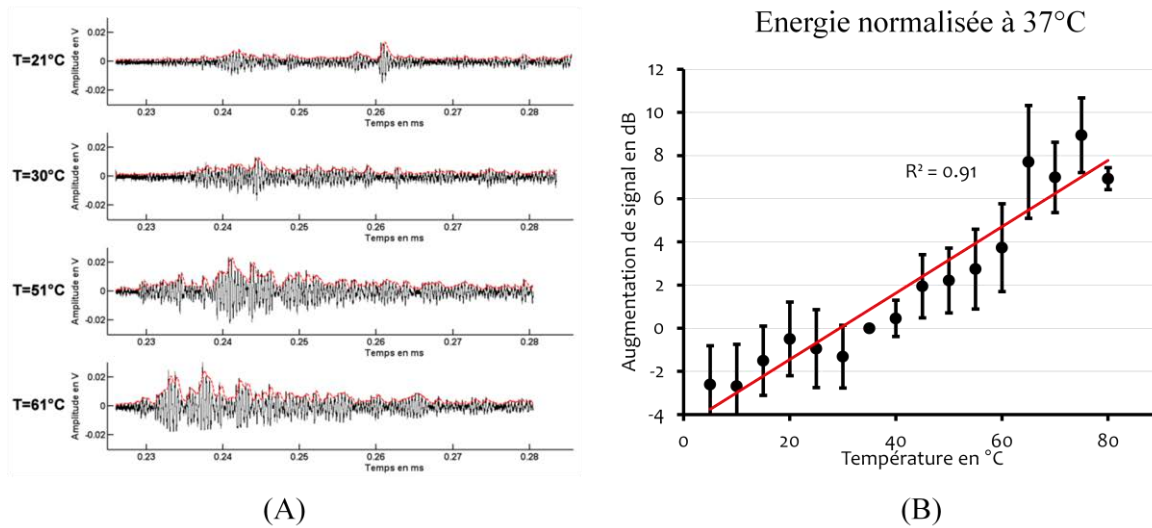 T=21°C
Amplitude en V
0.02
0
-0.02
0.23 0.24 0.25 0.26 0.27 0.28
Temps en ms
T=30°C
Amplitude en V
0.02
0
-0.02
0.23 0.24 0.25 0.26 0.27 0.28
Temps en ms
T=51°C
Amplitude en V
0.02
0
-0.02
0.23 0.24 0.25 0.26 0.27 0.28
Temps en ms
T=61°C
Amplitude en V
0.02
0
-0.02
0.23 0.24 0.25 0.26 0.27 0.28
Temps en ms
(A)
Energie normalisée à 37°C
Augmentation de signal en dB
12
10
8
6
4
2
0
-2
-4
R² = 0.91
0 20 40 60 80
Température en °C
(B)